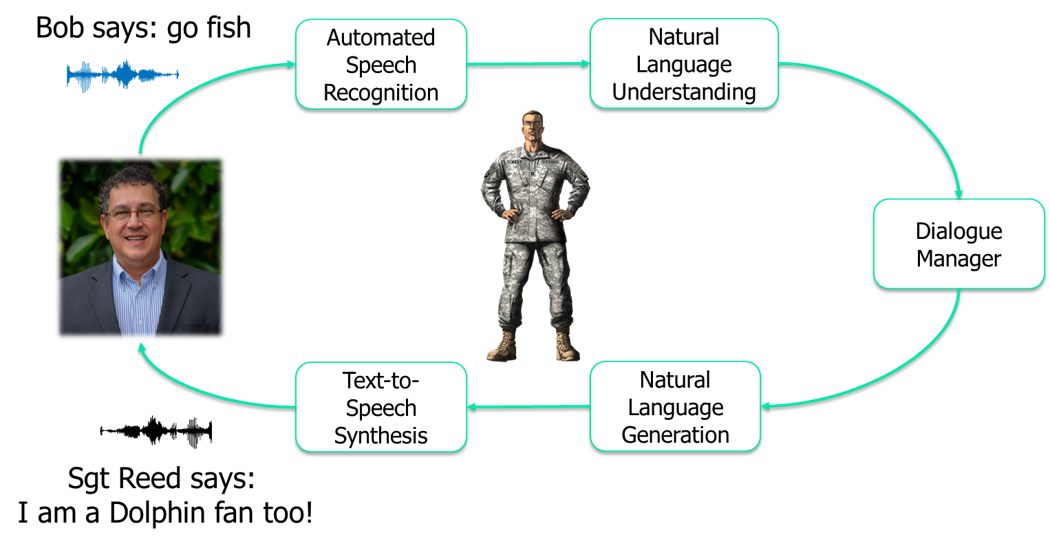 Bob says: go fish
Automated
Speech
Recognition
Natural
Language
Understanding
Dialogue
Manager
Natural
Language
Generation
Text-to-
Speech
Synthesis
Sgt Reed says:
I am a Dolphin fan too!